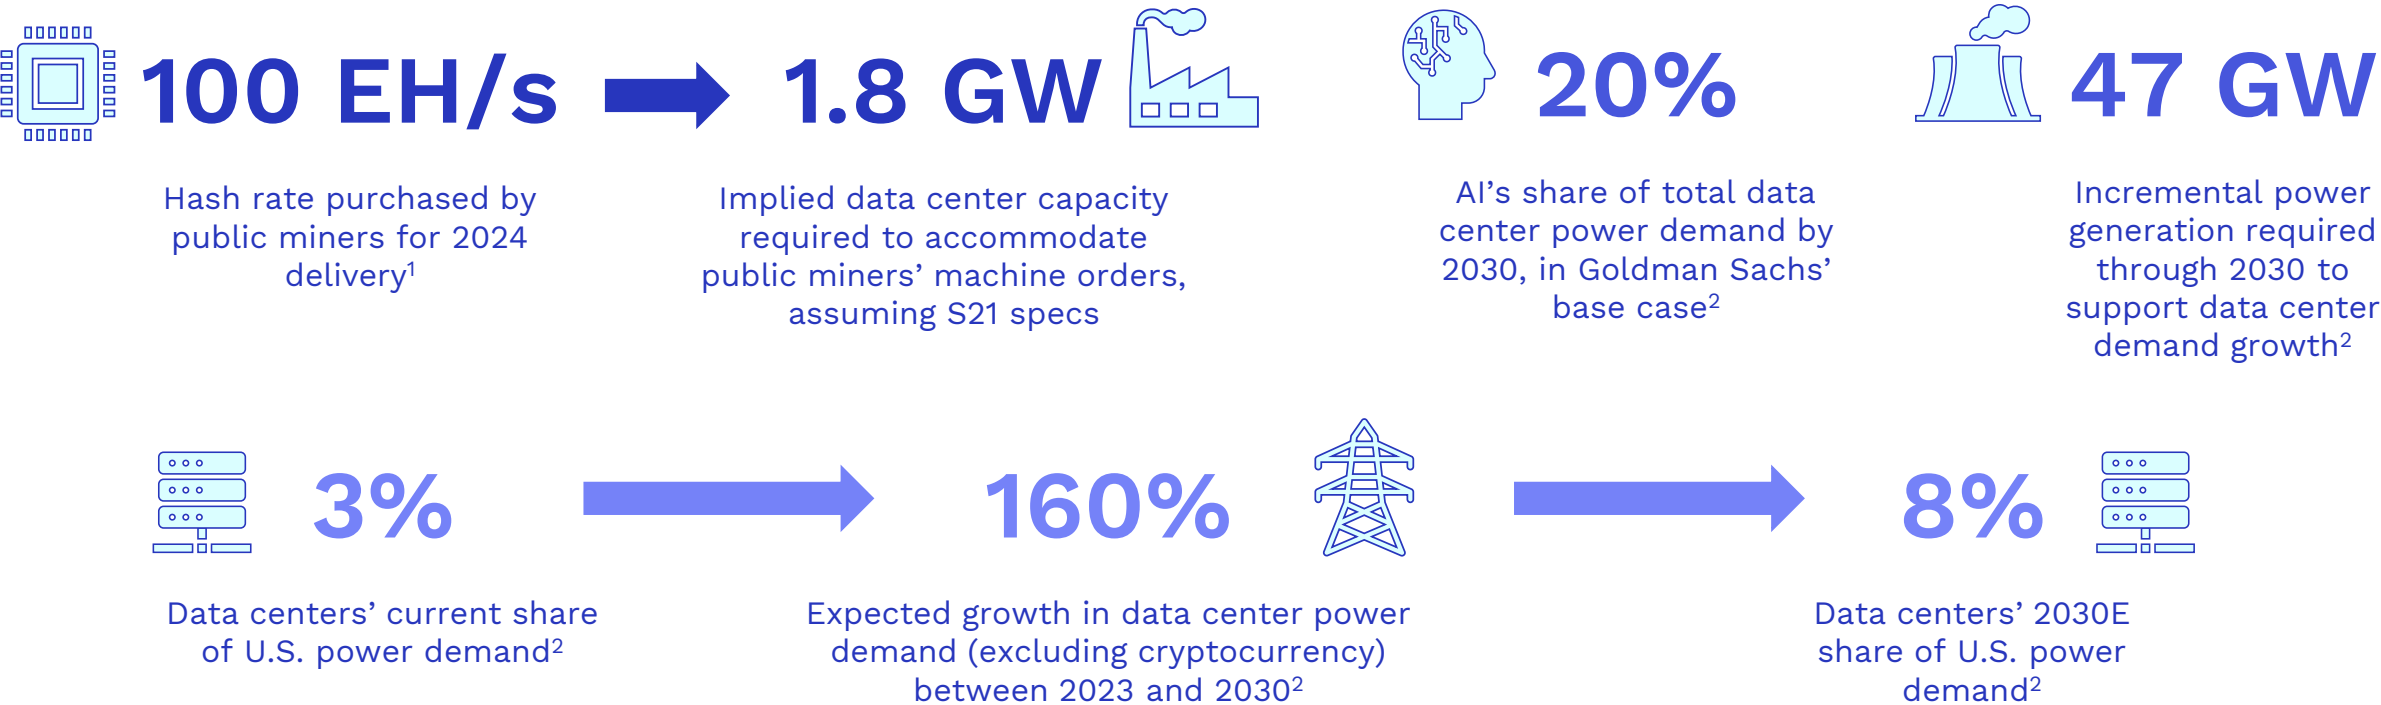 100 EH/s
Hash rate purchased by
public miners for 2024
delivery¹
1.8 GW
Implied data center capacity
required to accommodate
public miners’ machine orders,
assuming S21 specs
20%
AI’s share of total data
center power demand by
2030, in Goldman Sachs’
base case²
47 GW
Incremental power
generation required
through 2030 to
support data center
demand growth²
3%
Data centers’ current share
of U.S. power demand²
160%
Expected growth in data center power
demand (excluding cryptocurrency)
between 2023 and 2030²
8%
Data centers’ 2030E
share of U.S. power
demand²